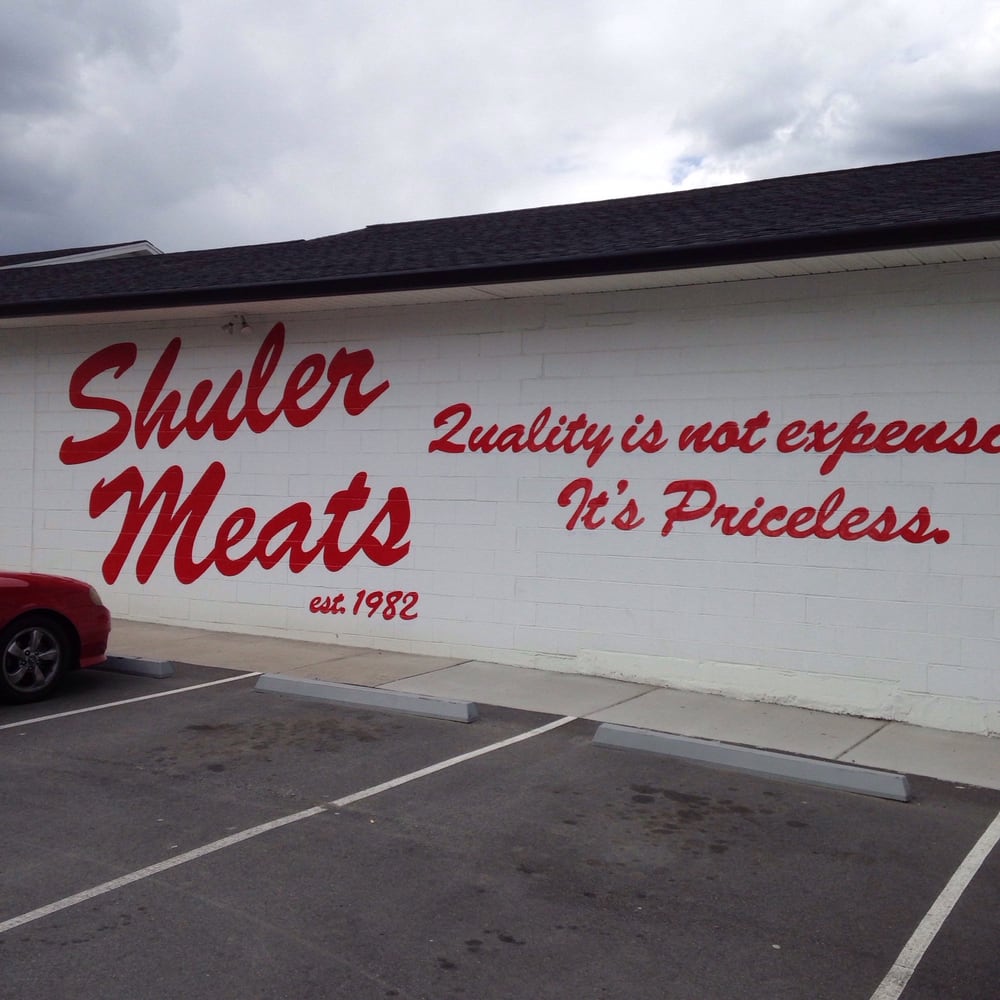 Shuler
Meats
est. 1982
Quality is not expens
It's Priceless.